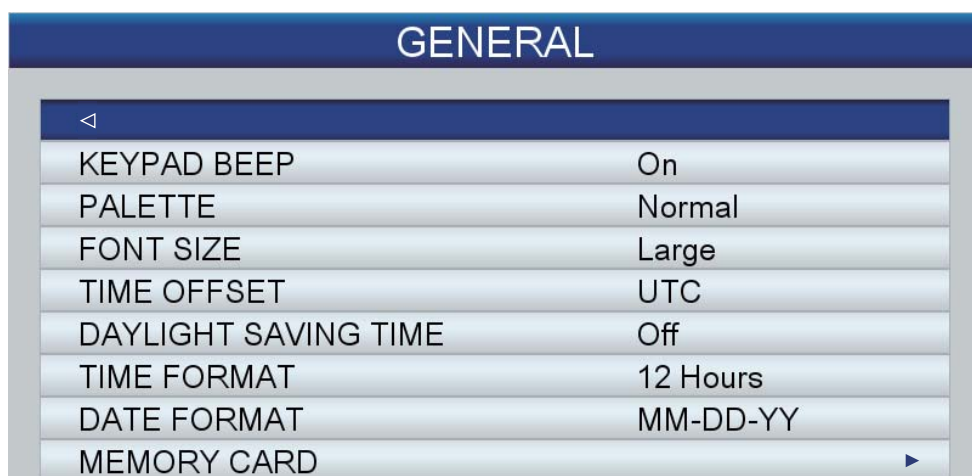 GENERAL
KEYPAD BEEP On
PALETTE Normal
FONT SIZE Large
TIME OFFSET UTC
DAYLIGHT SAVING TIME Off
TIME FORMAT 12 Hours
DATE FORMAT MM-DD-YY
MEMORY CARD